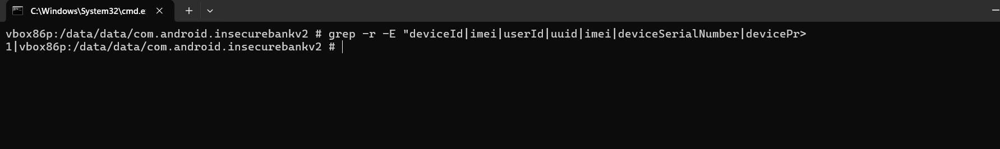 C:\Windows\System32\cmd.e
vbox86p:/data/data/com.android.insecurebankv2 # grep -r -E "deviceId|imei|userId|uuid|imei|deviceSerialNumber|devicePr>
1|vbox86p:/data/data/com.android.insecurebankv2 #